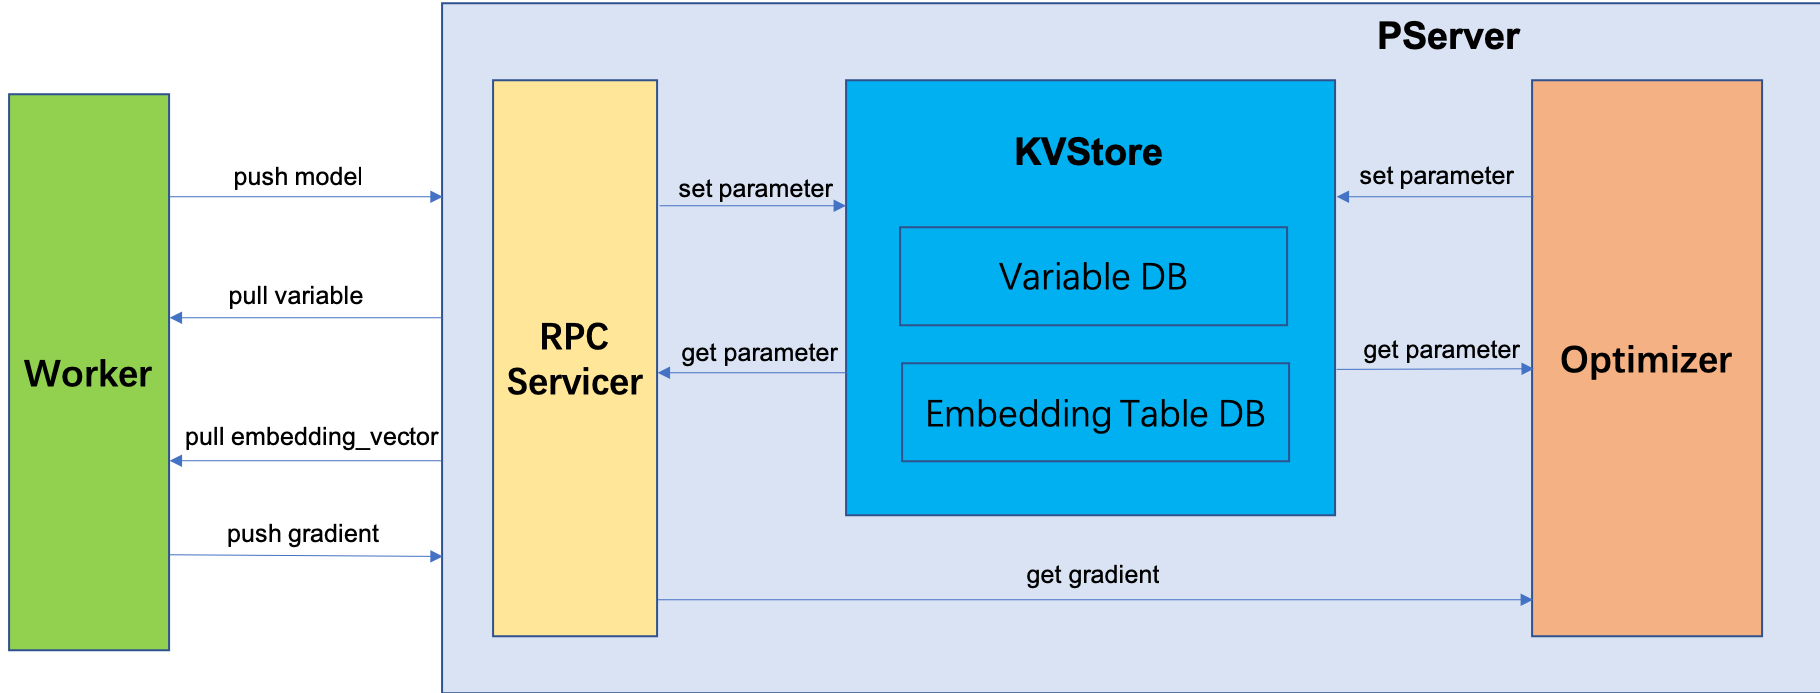 PServer
Worker
push model
pull variable
pull embedding_vector
push gradient
RPC
Servicer
set parameter
get parameter
KVStore
Variable DB
Embedding Table DB
set parameter
get parameter
get gradient
Optimizer